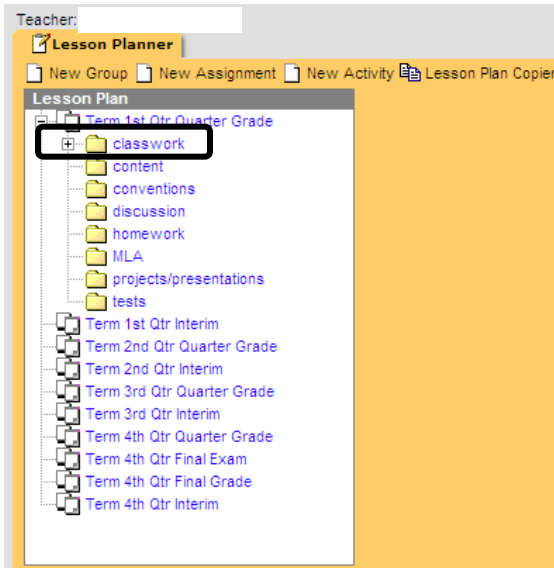 Teacher:
Lesson Planner
New Group New Assignment New Activity Lesson Plan Copier
Lesson Plan
Term 1st Qtr Quarter Grade
classwork
content
conventions
discussion
homework
MLA
projects/presentations
tests
Term 1st Qtr Interim
Term 2nd Qtr Quarter Grade
Term 2nd Qtr Interim
Term 3rd Qtr Quarter Grade
Term 3rd Qtr Interim
Term 4th Qtr Quarter Grade
Term 4th Qtr Final Exam
Term 4th Qtr Final Grade
Term 4th Qtr Interim